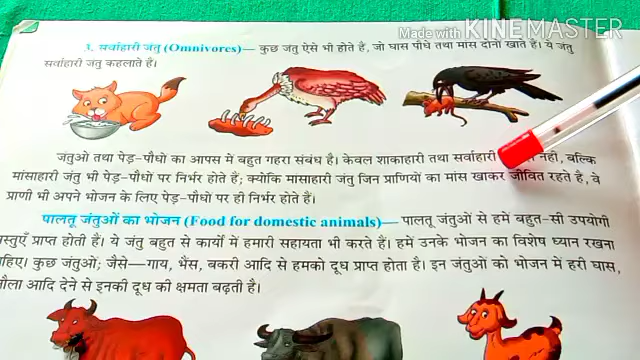 Made with KINEMASTER
3. सर्वाहारी जंतु (Omnivores)— कुछ जंतु ऐसे भी होते है, जो घास पौधे तथा मांस दोनो खाते है। ये जंतु
सर्वाहारी जंतु कहलाते है।
जंतुओ तथा पेड़-पौधों का आपस में बहुत गहरा संबंध है। केवल शाकाहारी तथा सर्वाहारी नही, बल्कि
मांसाहारी जंतु भी पेड़-पौधों पर निर्भर होते है; क्योकि मासाहारी जंतु जिन प्राणियों का मांस खाकर जीवित रहते है, वे
प्राणी भी अपने भोजन के लिए पेड़-पौधों पर ही निर्भर होते हैं।
पालतू जंतुओं का भोजन (Food for domestic animals)— पालतू जंतुओं से हमें बहुत-सी उपयोगी
स्तुएँ प्राप्त होती है। ये जंतु बहुत से कार्यो में हमारी सहायता भी करते हैं। हमें उनके भोजन का विशेष ध्यान रखना
हिए। कुछ जंतुओं; जैसे—गाय, भैंस, बकरी आदि से हमको दूध प्राप्त होता है। इन जंतुओं को भोजन में हरी घास,
ौला आदि देने से इनकी दूध की क्षमता बढ़ती है।